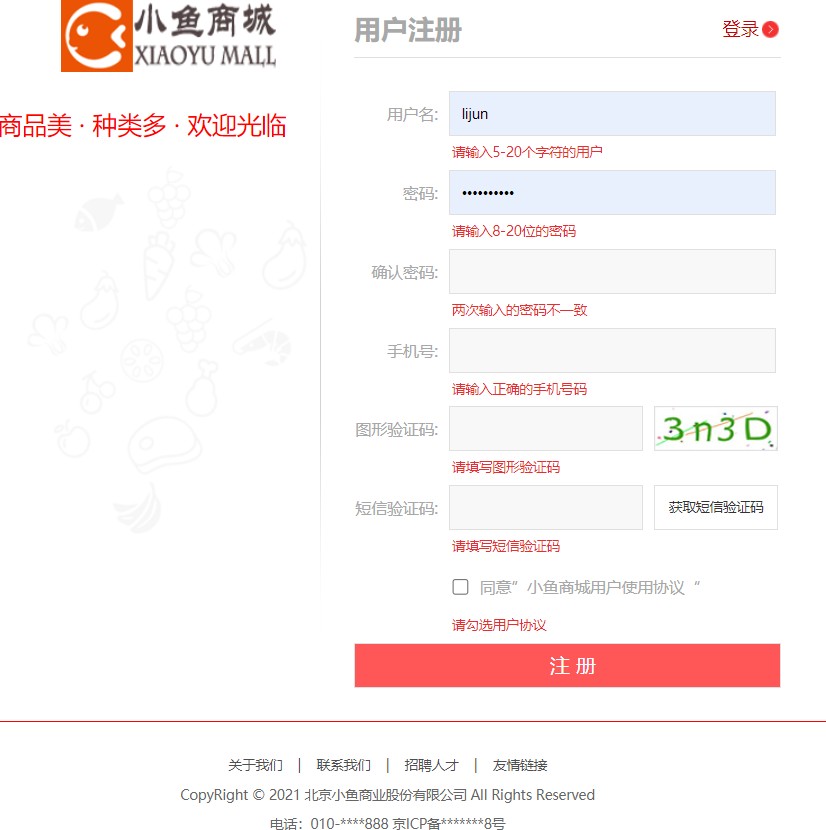 小鱼商城
XIAOYU MALL
商品美 · 种类多 · 欢迎光临
用户注册
登录
用户名:
lijun
请输入5-20个字符的用户
密码:
••••••••••
请输入8-20位的密码
确认密码:
两次输入的密码不一致
手机号:
请输入正确的手机号码
图形验证码:
3n3D
请填写图形验证码
短信验证码:
获取短信验证码
请填写短信验证码
同意”小鱼商城用户使用协议“
请勾选用户协议
注 册
关于我们 | 联系我们 | 招聘人才 | 友情链接
CopyRight © 2021 北京小鱼商业股份有限公司 All Rights Reserved
电话：010-****888 京ICP备*******8号